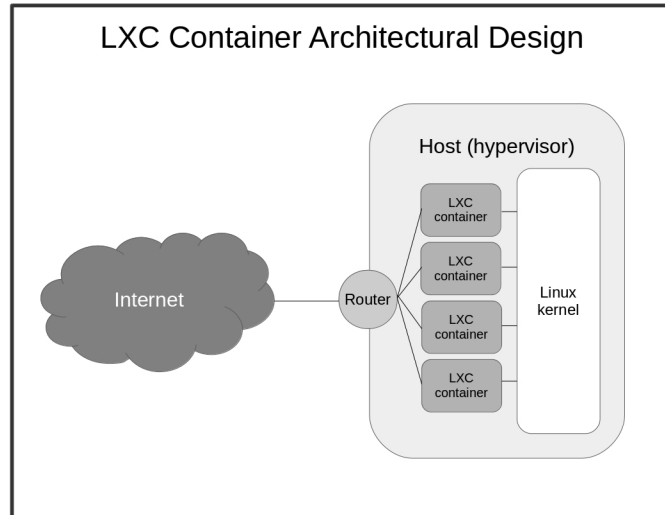 LXC Container Architectural Design
Host (hypervisor)
LXC
container
LXC
container
LXC
container
LXC
container
Linux
kernel
Router
Internet